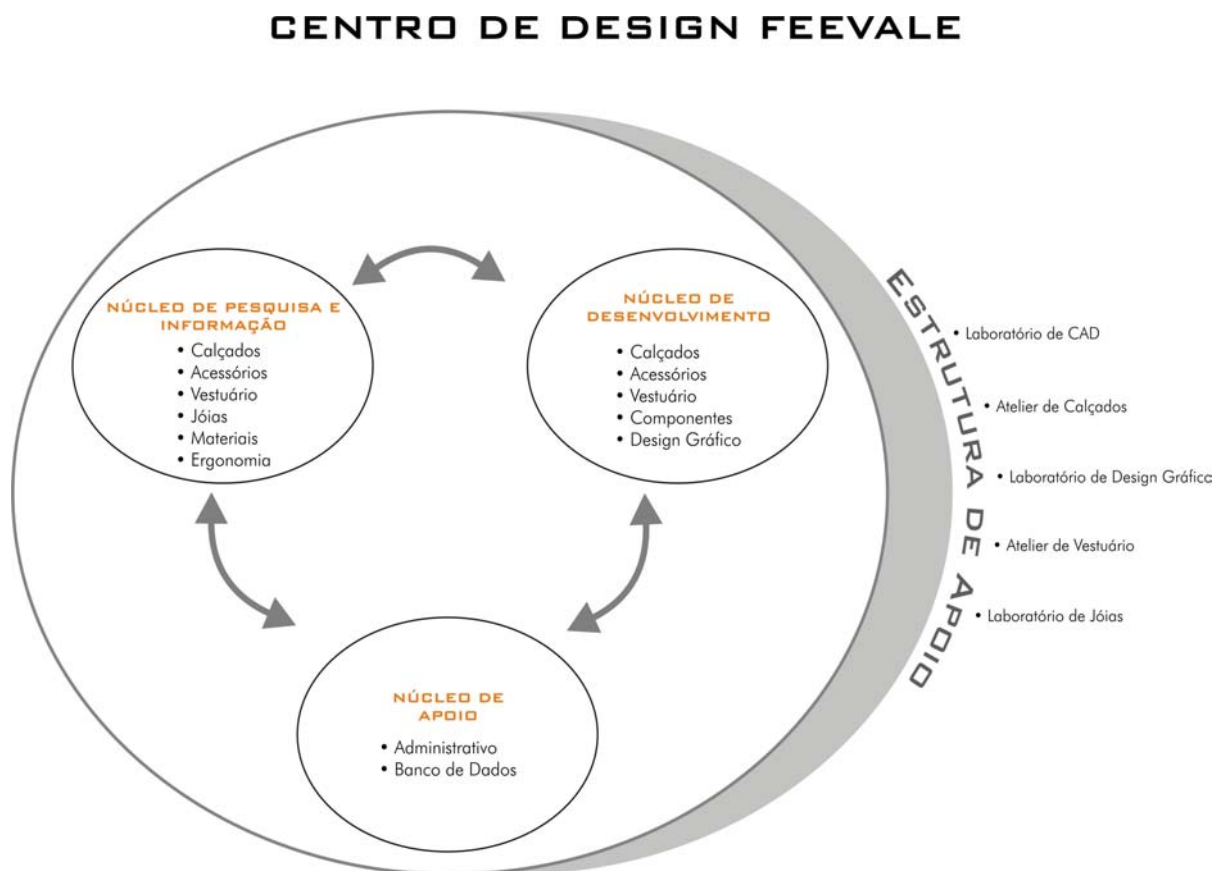 CENTRO DE DESIGN FEEVALE
NÚCLEO DE PESQUISA E
INFORMAÇÃO
• Calçados
• Acessórios
• Vestuário
• Jóias
• Materiais
• Ergonomia
NÚCLEO DE
DESENVOLVIMENTO
• Calçados
• Acessórios
• Vestuário
• Componentes
• Design Gráfico
NÚCLEO DE
APOIO
• Administrativo
• Banco de Dados
ESTRUTURA DE APOIO
• Laboratório de CAD
• Atelier de Calçados
• Laboratório de Design Gráfico
• Atelier de Vestuário
• Laboratório de Jóias